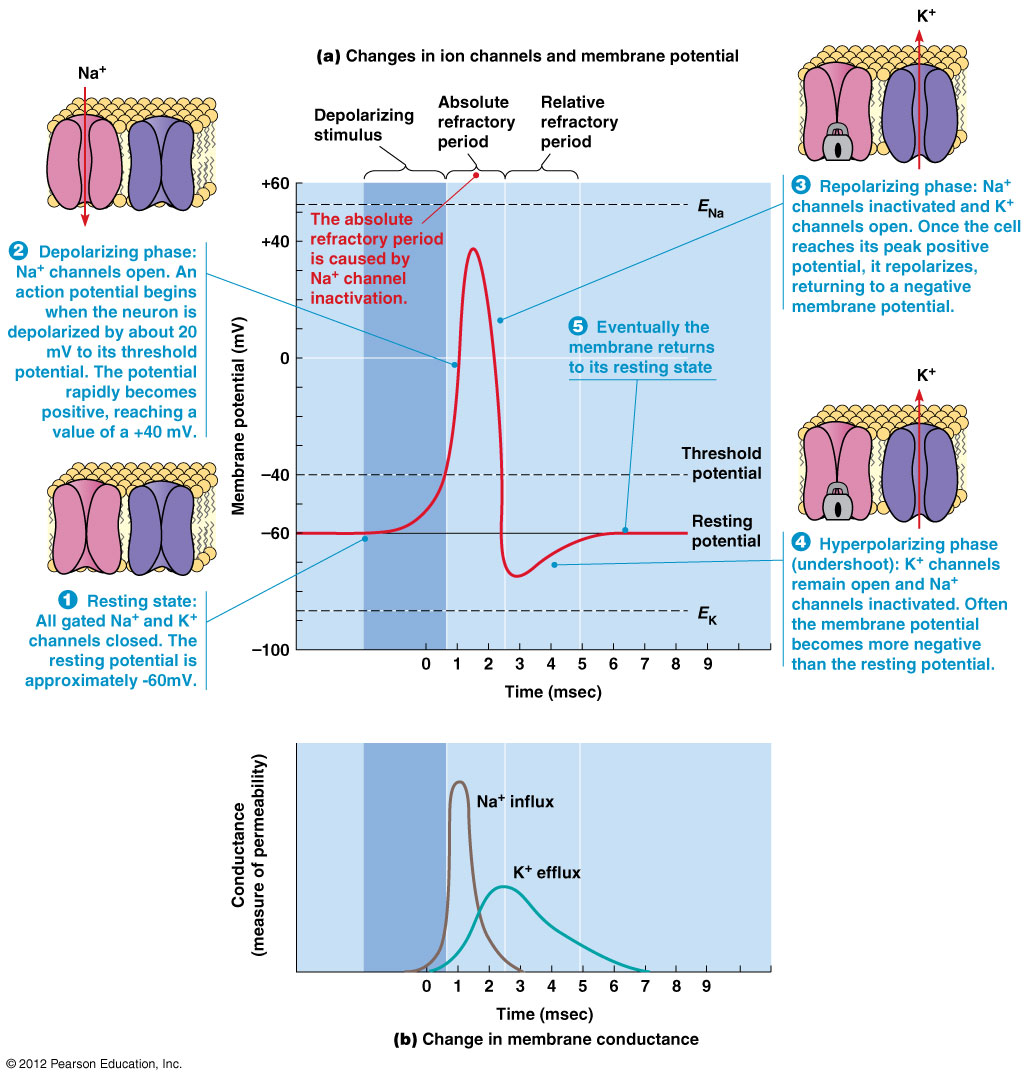 (a) Changes in ion channels and membrane potential
Na⁺
K⁺
Depolarizing
stimulus
Absolute
refractory
period
Relative
refractory
period
+60
+40
0
–40
–60
–100
Membrane potential (mV)
The absolute
refractory period
is caused by
Na⁺ channel
inactivation.
E Na
5 Eventually the
membrane returns
to its resting state
Threshold
potential
Resting
potential
E K
0 1 2 3 4 5 6 7 8 9
Time (msec)
2 Depolarizing phase:
Na⁺ channels open. An
action potential begins
when the neuron is
depolarized by about 20
mV to its threshold
potential. The potential
rapidly becomes
positive, reaching a
value of a +40 mV.
1 Resting state:
All gated Na⁺ and K⁺
channels closed. The
resting potential is
approximately -60mV.
3 Repolarizing phase: Na⁺
channels inactivated and K⁺
channels open. Once the cell
reaches its peak positive
potential, it repolarizes,
returning to a negative
membrane potential.
K⁺
4 Hyperpolarizing phase
(undershoot): K⁺ channels
remain open and Na⁺
channels inactivated. Often
the membrane potential
becomes more negative
than the resting potential.
Conductance
(measure of permeability)
Na⁺ influx
K⁺ efflux
0 1 2 3 4 5 6 7 8 9
Time (msec)
(b) Change in membrane conductance
© 2012 Pearson Education, Inc.